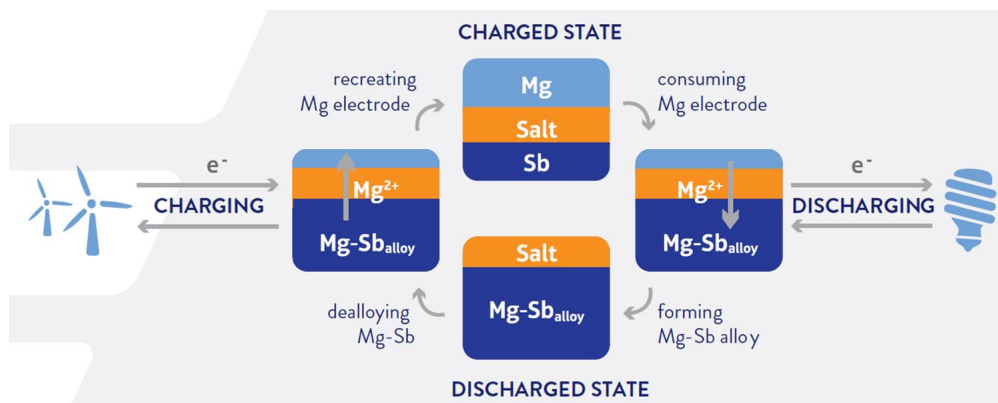 CHARGED STATE
recreating
Mg electrode
Mg
Salt
Sb
consuming
Mg electrode
e-
CHARGING
Mg2+
Mg-Sballoy
Mg2+
Mg-Sballoy
e-
DISCHARGING
Salt
Mg-Sballoy
dealloying
Mg-Sb
forming
Mg-Sb alloy
DISCHARGED STATE